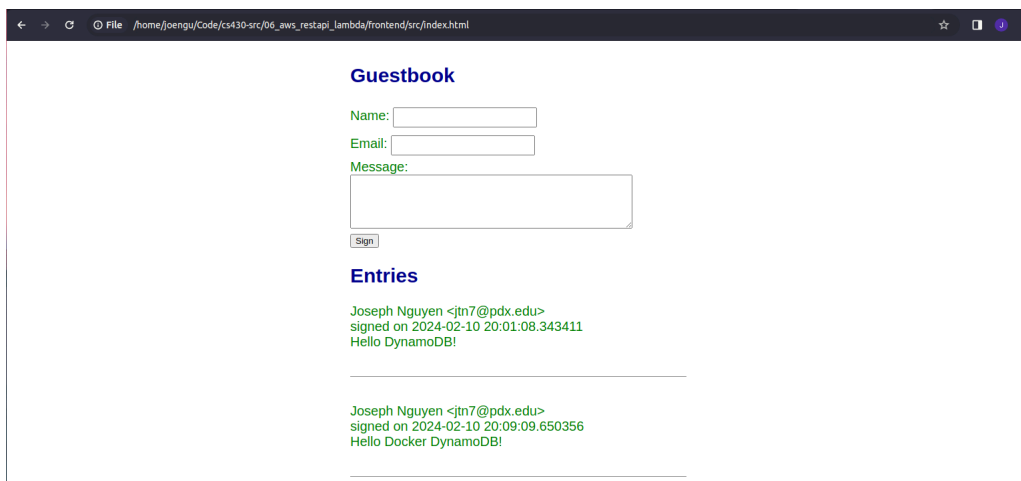 File /home/joengu/Code/cs430-src/06_aws_restapi_lambda/frontend/src/index.html
J
Guestbook
Name:
Email:
Message:
Sign
Entries
Joseph Nguyen <jtn7@pdx.edu>
signed on 2024-02-10 20:01:08.343411
Hello DynamoDB!
Joseph Nguyen <jtn7@pdx.edu>
signed on 2024-02-10 20:09:09.650356
Hello Docker DynamoDB!